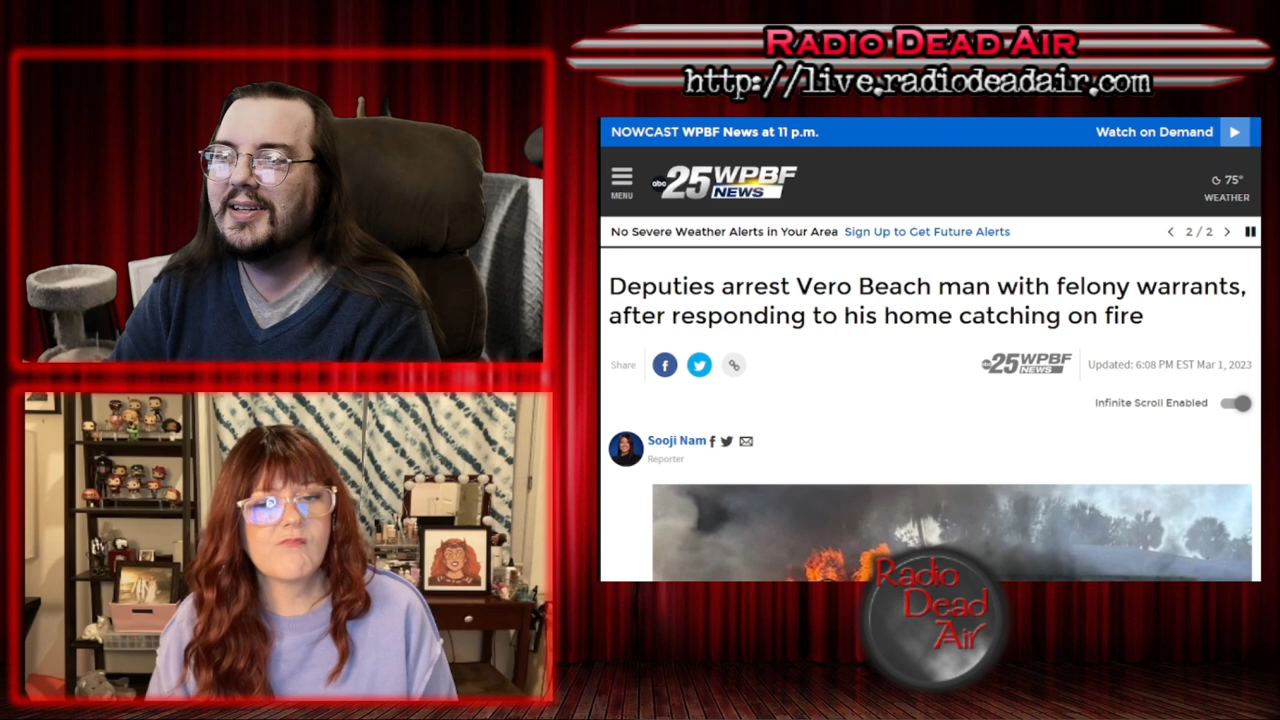 Radio Dead Air
http://live.radiodeadair.com
NOWCAST WPBF News at 11 p.m.
Watch on Demand
MENU
abc 25 WPBF NEWS
75°
WEATHER
No Severe Weather Alerts in Your Area Sign Up to Get Future Alerts
2 / 2
Deputies arrest Vero Beach man with felony warrants,
after responding to his home catching on fire
Share
abc 25 WPBF NEWS
Updated: 6:08 PM EST Mar 1, 2023
Infinite Scroll Enabled
Sooji Nam
Reporter
Radio
Dead
Air